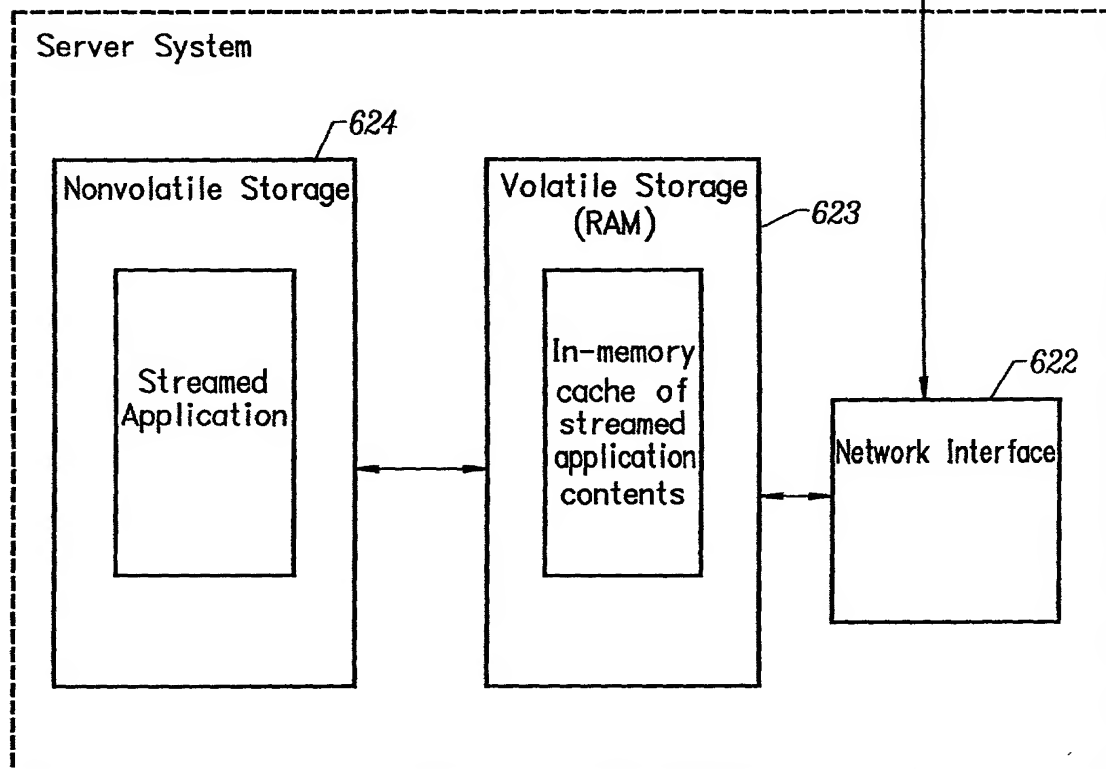 Server System
624
Nonvolatile Storage
Streamed
Application
Volatile Storage
(RAM)
623
In-memory
cache of
streamed
application
contents
622
Network Interface